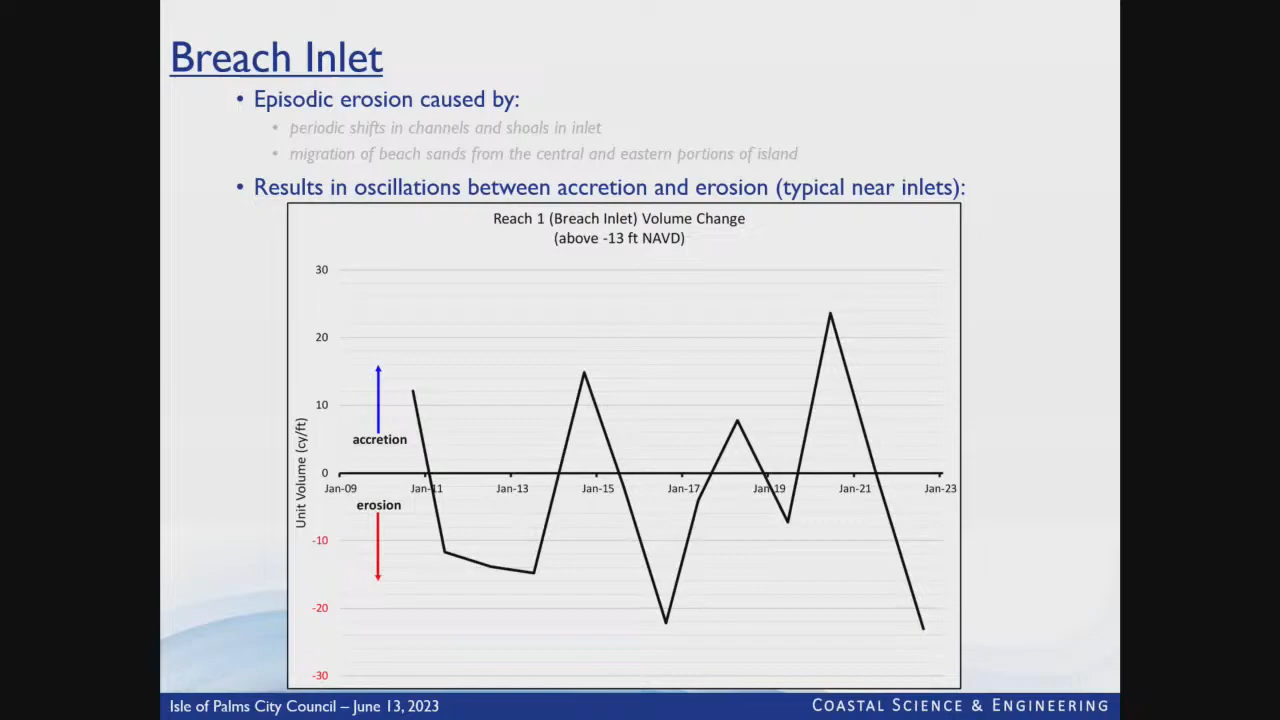 Breach Inlet
• Episodic erosion caused by:
• periodic shifts in channels and shoals in inlet
• migration of beach sands from the central and eastern portions of island
• Results in oscillations between accretion and erosion (typical near inlets):
Reach 1 (Breach Inlet) Volume Change
(above -13 ft NAVD)
Unit Volume (cy/ft)
30
20
10
0
-10
-20
-30
accretion
erosion
Jan-09 Jan-11 Jan-13 Jan-15 Jan-17 Jan-19 Jan-21 Jan-23
Isle of Palms City Council – June 13, 2023
COASTAL SCIENCE & ENGINEERING